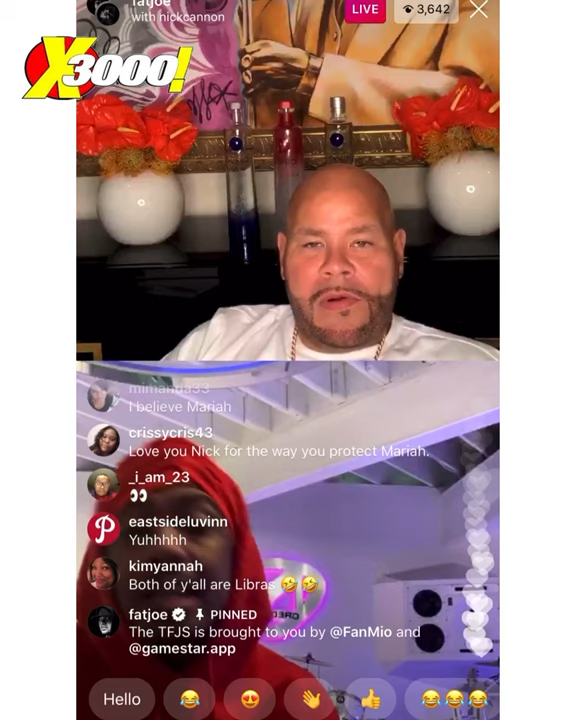 fatjoe
with nickcannon
LIVE
3,642
X3000!
mimanda33
I believe Mariah
crissycris43
Love you Nick for the way you protect Mariah.
_i_am_23
👀
eastsideluvinn
Yuhhhhh
kimyannah
Both of y'all are Libras 🤣🤣
fatjoe PINNED
The TFJS is brought to you by @FanMio and
@gamestar.app
Hello 😂 😍 👋 👍 😂😂😂